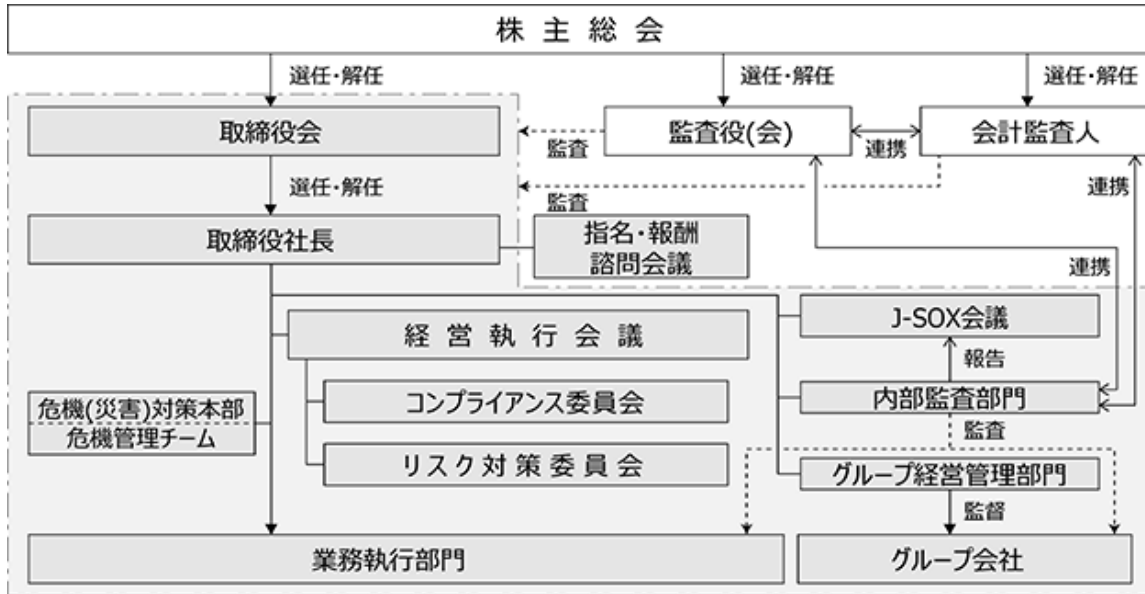 株主総会
選任・解任
選任・解任
選任・解任
取締役会
監査役(会)
会計監査人
監査
連携
選任・解任
監査
連携
取締役社長
指名・報酬
諮問会議
連携
J-SOX会議
経営執行会議
報告
コンプライアンス委員会
内部監査部門
危機(災害)対策本部
危機管理チーム
監査
リスク対策委員会
グループ経営管理部門
監督
業務執行部門
グループ会社